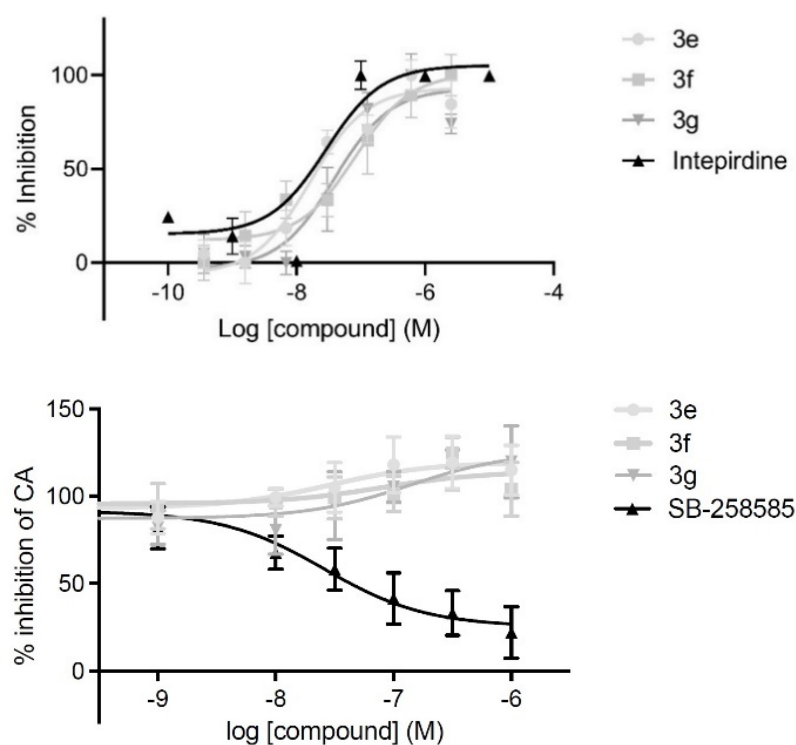 % Inhibition
100
50
0
-10
-8
-6
-4
Log [compound] (M)
3e
3f
3g
Intepirdine
% inhibition of CA
150
100
50
0
-9
-8
-7
-6
log [compound] (M)
3e
3f
3g
SB-258585